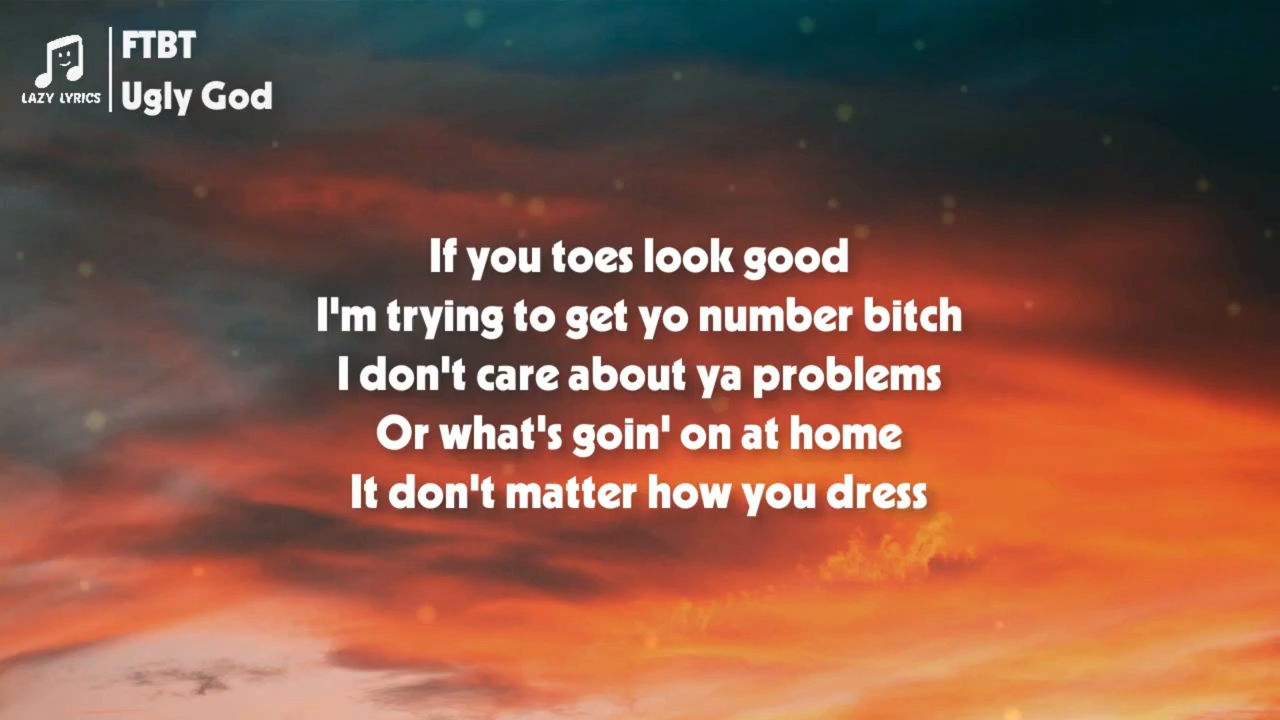 FTBT
LAZY LYRICS
Ugly God
If you toes look good
I'm trying to get yo number bitch
I don't care about ya problems
Or what's goin' on at home
It don't matter how you dress